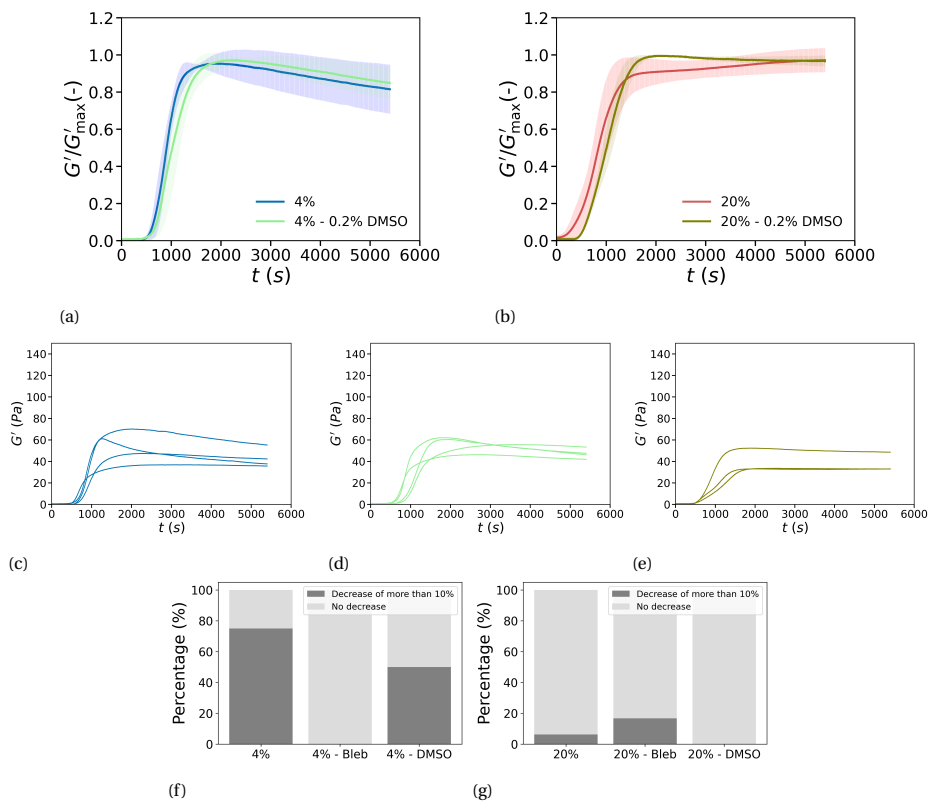 1.2
1.0
0.8
0.6
0.4
0.2
0.0
G′/G′max(-)
4%
4% - 0.2% DMSO
0 1000 2000 3000 4000 5000 6000
t (s)
(a)
1.2
1.0
0.8
0.6
0.4
0.2
0.0
G′/G′max(-)
20%
20% - 0.2% DMSO
0 1000 2000 3000 4000 5000 6000
t (s)
(b)
140
120
100
80
60
40
20
0
G′ (Pa)
0 1000 2000 3000 4000 5000 6000
t (s)
(c)
140
120
100
80
60
40
20
0
G′ (Pa)
0 1000 2000 3000 4000 5000 6000
t (s)
(d)
140
120
100
80
60
40
20
0
G′ (Pa)
0 1000 2000 3000 4000 5000 6000
t (s)
(e)
100
80
60
40
20
0
Percentage (%)
Decrease of more than 10%
No decrease
4% 4% - Bleb 4% - DMSO
(f)
100
80
60
40
20
0
Percentage (%)
Decrease of more than 10%
No decrease
20% 20% - Bleb 20% - DMSO
(g)